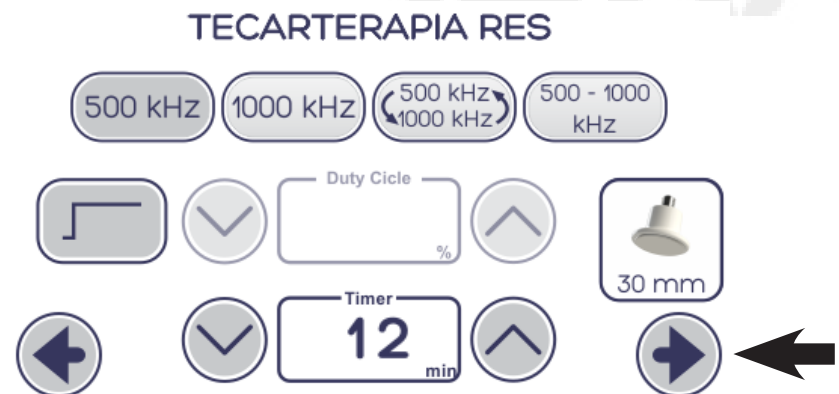 TECARTERAPIA RES
500 kHz
1000 kHz
500 kHz
1000 kHz
500 - 1000
kHz
Duty Cicle
%
30 mm
Timer
12
min